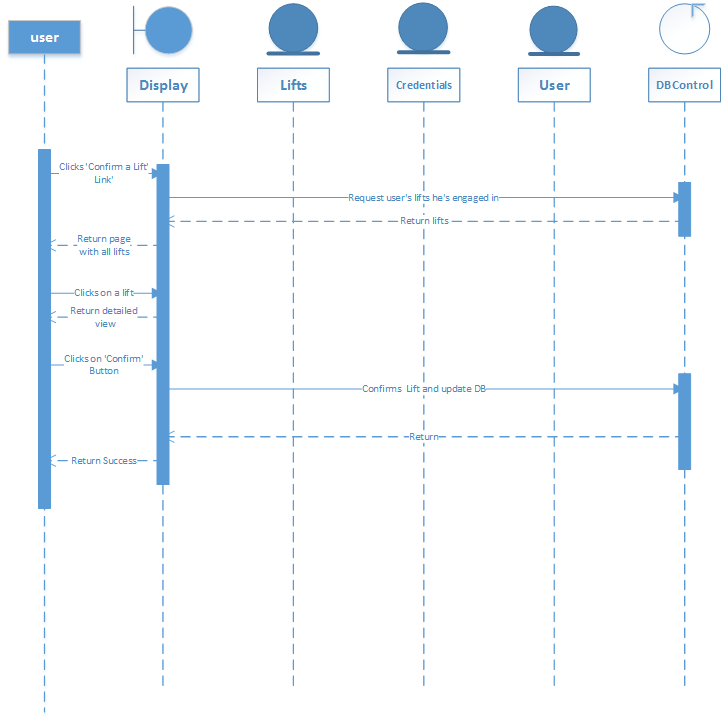 user
Display
Lifts
Credentials
User
DBControl
Clicks 'Confirm a Lift'
Link'
Request user's lifts he's engaged in
Return lifts
Return page
with all lifts
Clicks on a lift
Return detailed
view
Clicks on 'Confirm'
Button
Confirms Lift and update DB
Return
Return Success